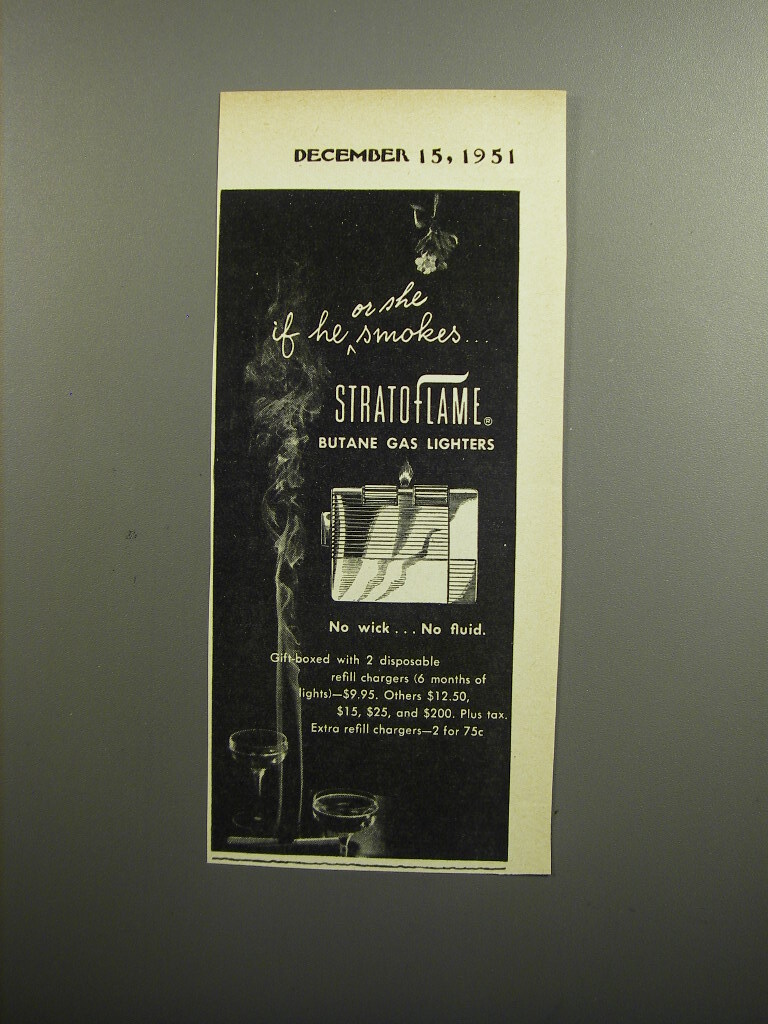 DECEMBER 15, 1951
or she
if he ‸ smokes...
STRATOFLAME®
BUTANE GAS LIGHTERS
No wick... No fluid.
Gift-boxed with 2 disposable
refill chargers (6 months of
lights)—$9.95. Others $12.50,
$15, $25, and $200. Plus tax.
Extra refill chargers—2 for 75c